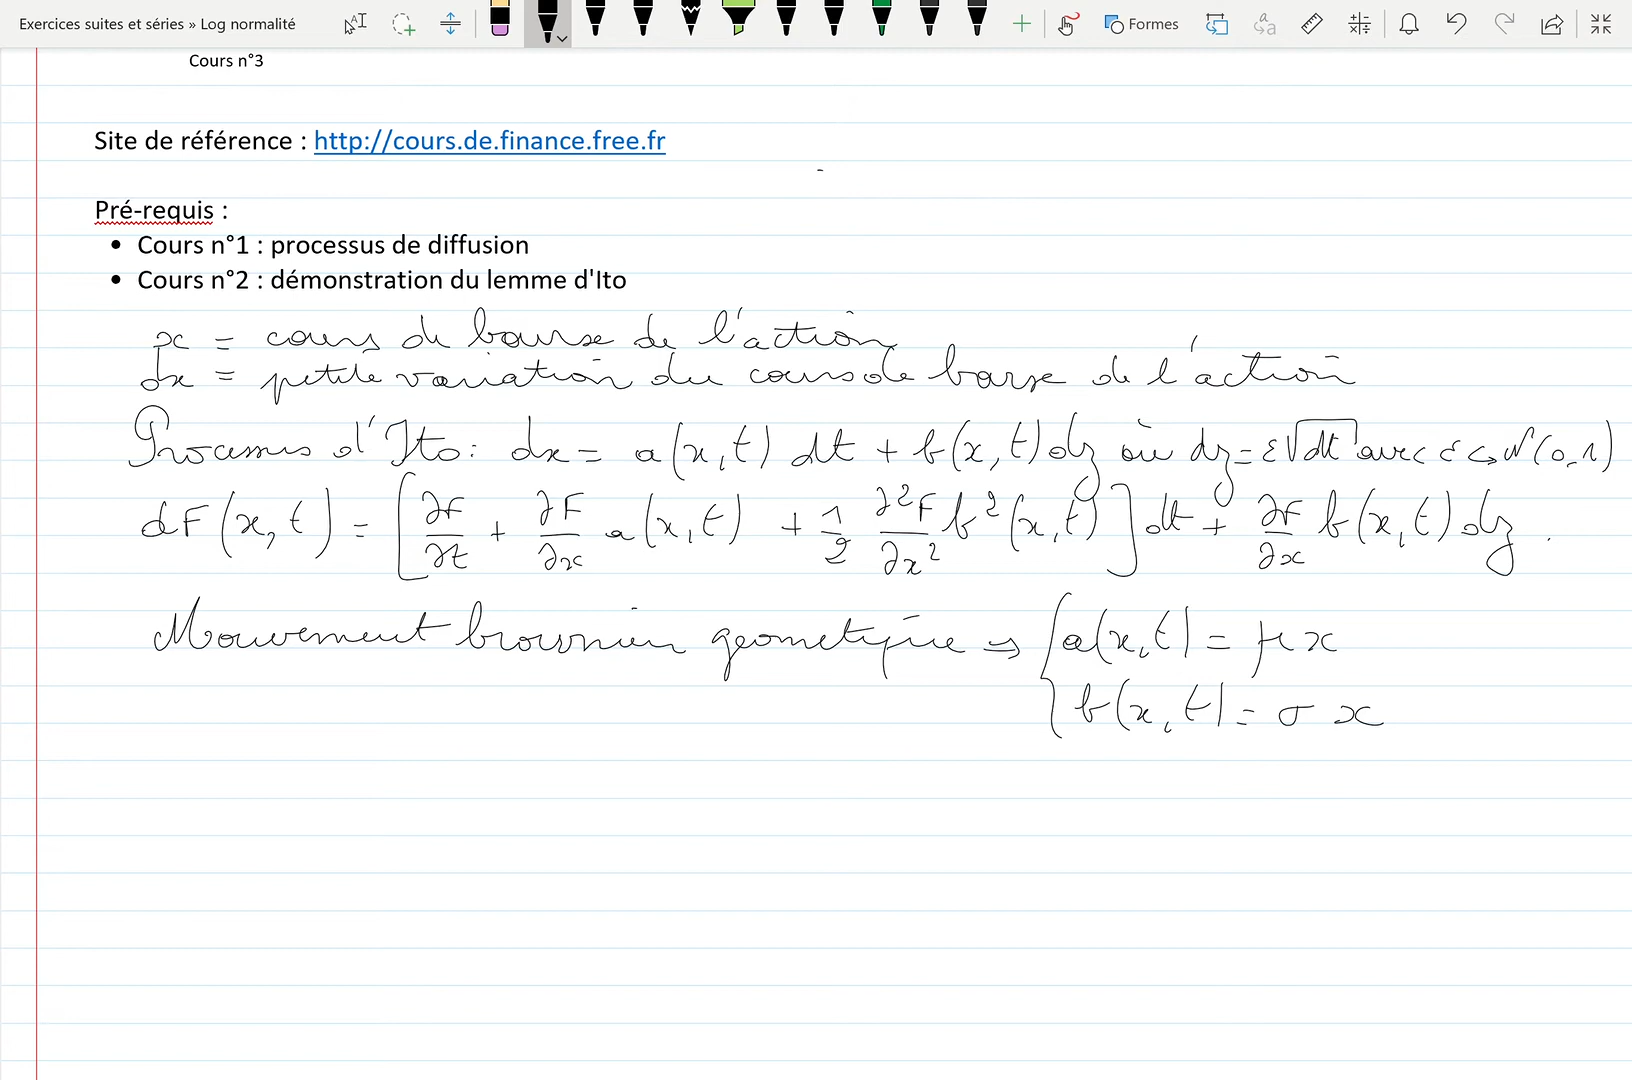 Exercices suites et séries » Log normalité
Formes
Cours n°3
Site de référence : http://cours.de.finance.free.fr
Pré-requis :
• Cours n°1 : processus de diffusion
• Cours n°2 : démonstration du lemme d'Ito
x = cours de bourse de l'action
dx = petite variation du cours de bourse de l'action
Processus d'Ito : dx = a(x,t) dt + b(x,t) dz où dz = ε√dt avec ε ↪ N(0,1)
dF(x,t) = [∂F/∂t + ∂F/∂x a(x,t) + 1/2 ∂²F/∂x² b²(x,t)] dt + ∂F/∂x b(x,t) dz .
Mouvement brownien géometrique → { a(x,t) = μx
b(x,t) = σ x